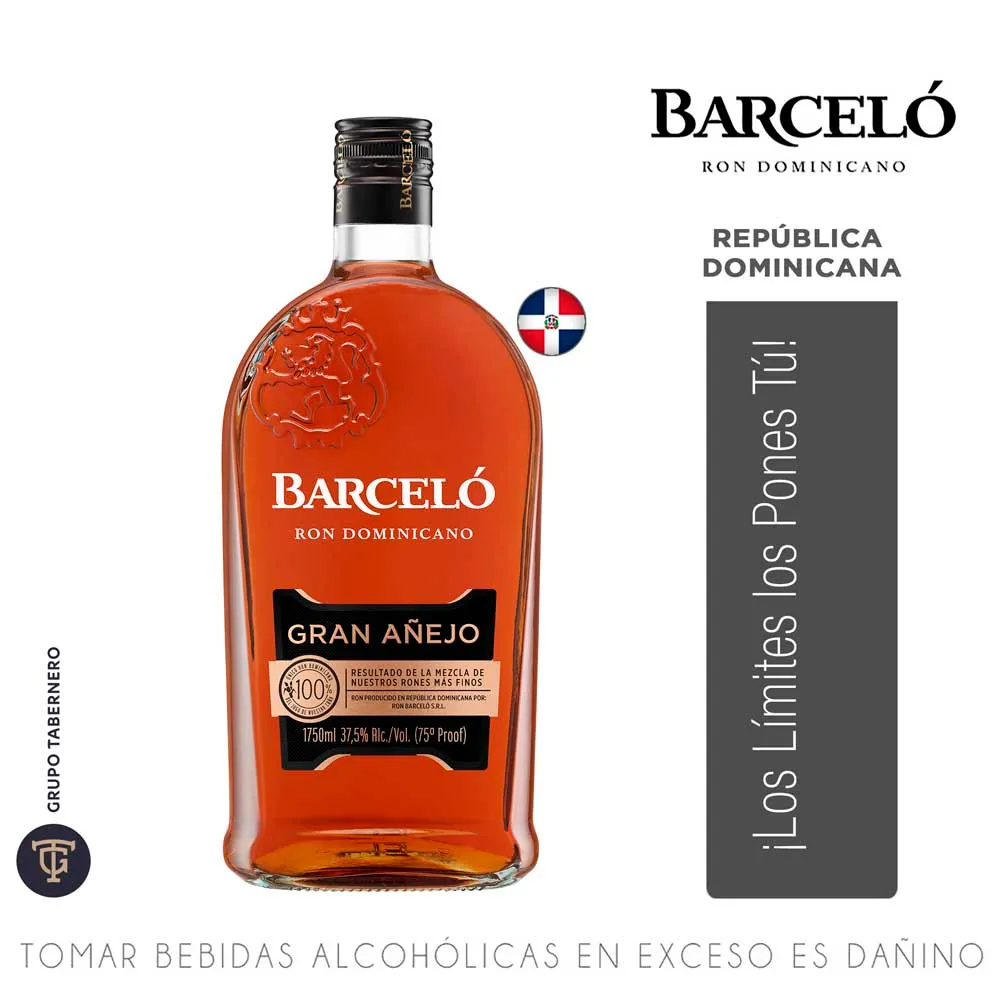 BARCELÓ
RON DOMINICANO
REPÚBLICA
DOMINICANA
¡Los Límites los Pones Tú!
BARCELÓ
BARCELÓ
RON DOMINICANO
GRAN AÑEJO
100%
RESULTADO DE LA MEZCLA DE
NUESTROS RONES MÁS FINOS
RON PRODUCIDO EN REPÚBLICA DOMINICANA POR:
RON BARCELÓ S.R.L.
1750ml 37,5% Alc./Vol. (75º Proof)
GRUPO TABERNERO
TOMAR BEBIDAS ALCOHÓLICAS EN EXCESO ES DAÑINO